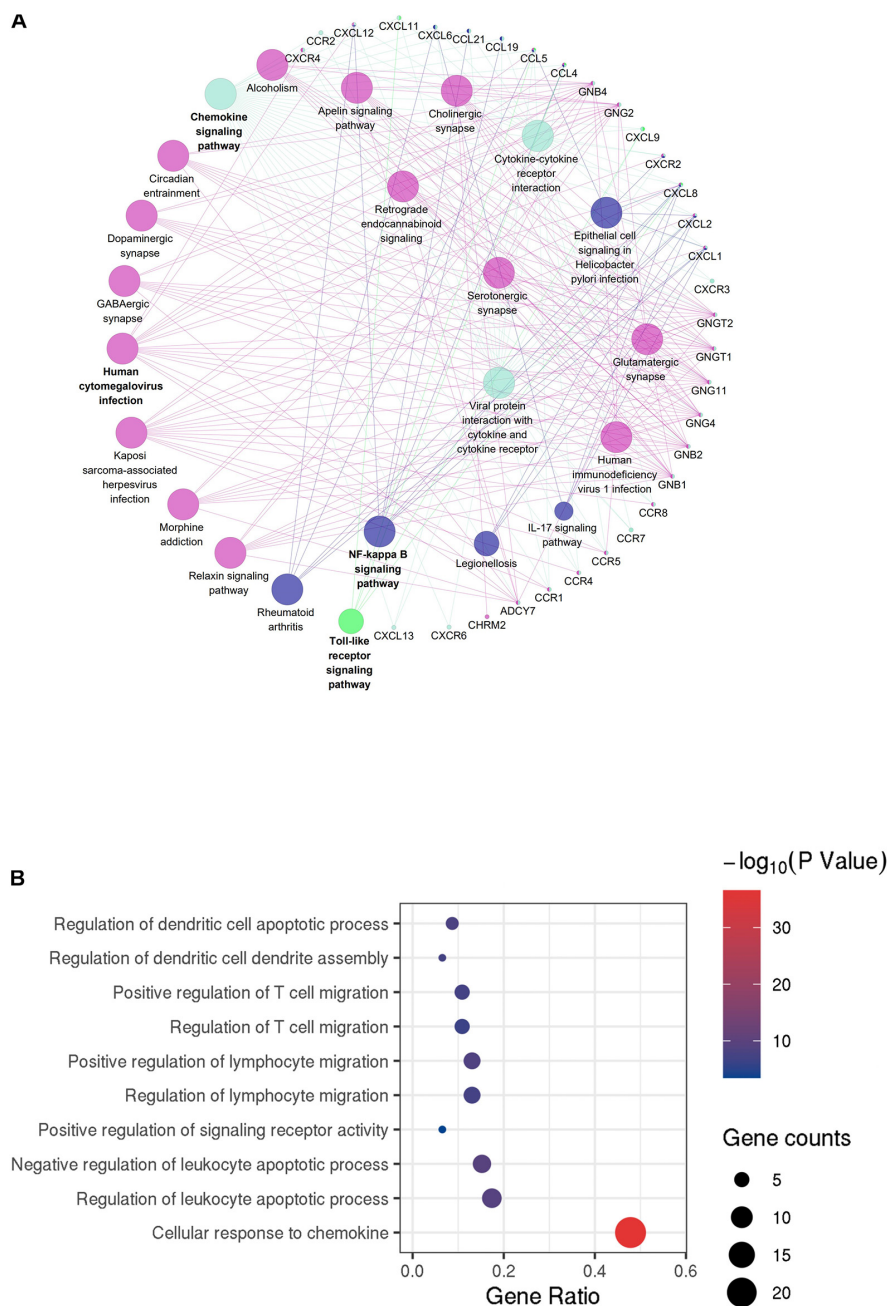 A
CXCL11
CXCL12
CXCL6
CCR2
CCL21
CCL19
CXCR4
CCL5
CCL4
Alcoholism
GNB4
Chemokine
signaling
pathway
Apelin signaling
pathway
Cholinergic
synapse
GNG2
CXCL9
Cytokine-cytokine
receptor
interaction
CXCR2
Circadian
entrainment
CXCL8
Retrograde
endocannabinoid
signaling
CXCL2
Dopaminergic
synapse
Epithelial cell
signaling in
Helicobacter
pylori infection
CXCL1
CXCR3
GABAergic
synapse
Serotonergic
synapse
GNGT2
GNGT1
Glutamatergic
synapse
Human
cytomegalovirus
infection
GNG11
Viral protein
interaction with
cytokine and
cytokine receptor
GNG4
GNB2
Kaposi
sarcoma-associated
herpesvirus
infection
Human
immunodeficiency
virus 1 infection
GNB1
CCR8
Morphine
addiction
IL-17 signaling
pathway
CCR7
NF-kappa B
signaling
pathway
Legionellosis
CCR5
Relaxin signaling
pathway
CCR4
CCR1
Rheumatoid
arthritis
ADCY7
CHRM2
CXCR6
CXCL13
Toll-like
receptor
signaling
pathway
B
Regulation of dendritic cell apoptotic process
Regulation of dendritic cell dendrite assembly
Positive regulation of T cell migration
Regulation of T cell migration
Positive regulation of lymphocyte migration
Regulation of lymphocyte migration
Positive regulation of signaling receptor activity
Negative regulation of leukocyte apoptotic process
Regulation of leukocyte apoptotic process
Cellular response to chemokine
0.0 0.2 0.4 0.6
Gene Ratio
−log₁₀(P Value)
30
20
10
Gene counts
5
10
15
20